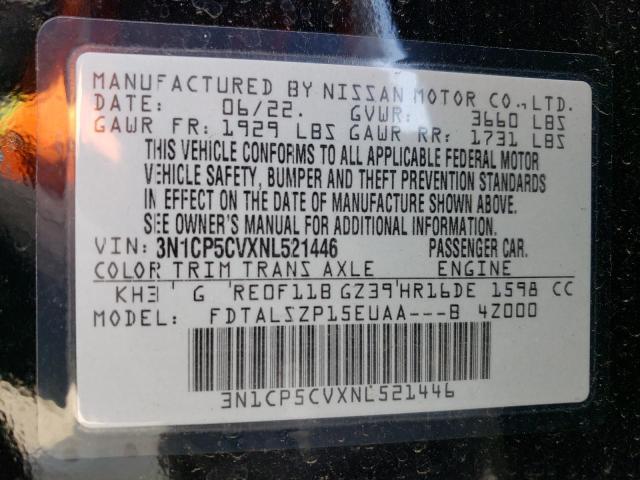 MANUFACTURED BY NISSAN MOTOR CO., LTD.
DATE: 06/22. GVWR: 3660 LBS
GAWR FR: 1929 LBS GAWR RR: 1731 LBS
THIS VEHICLE CONFORMS TO ALL APPLICABLE FEDERAL MOTOR
VEHICLE SAFETY, BUMPER AND THEFT PREVENTION STANDARDS
IN EFFECT ON THE DATE OF MANUFACTURE SHOWN ABOVE.
SEE OWNER'S MANUAL FOR ADDITIONAL INFORMATION.
VIN: 3N1CP5CVXNL521446 PASSENGER CAR.
COLOR TRIM TRANS AXLE ENGINE
KH3 ' G 'RE0F11B GZ39'HR16DE 1598 CC
MODEL: FDTALSZP15EUAA---B 4Z000
3N1CP5CVXNL521446